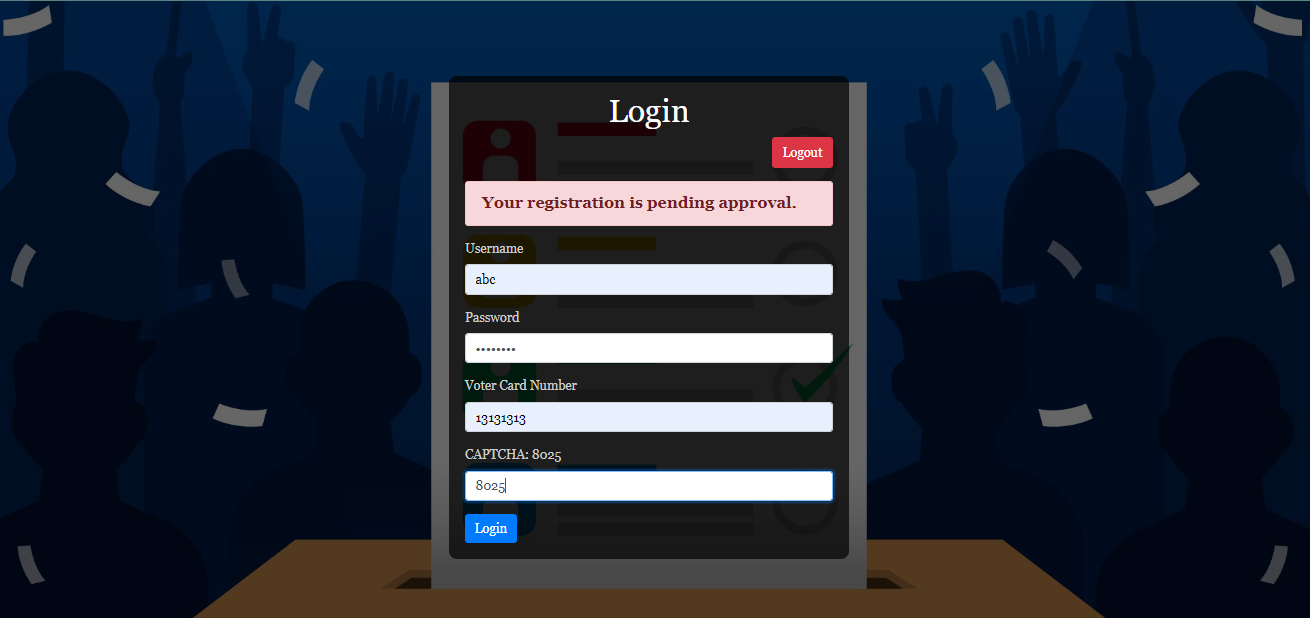 Login
Logout
Your registration is pending approval.
Username
abc
Password
••••••••
Voter Card Number
13131313
CAPTCHA: 8025
8025
Login